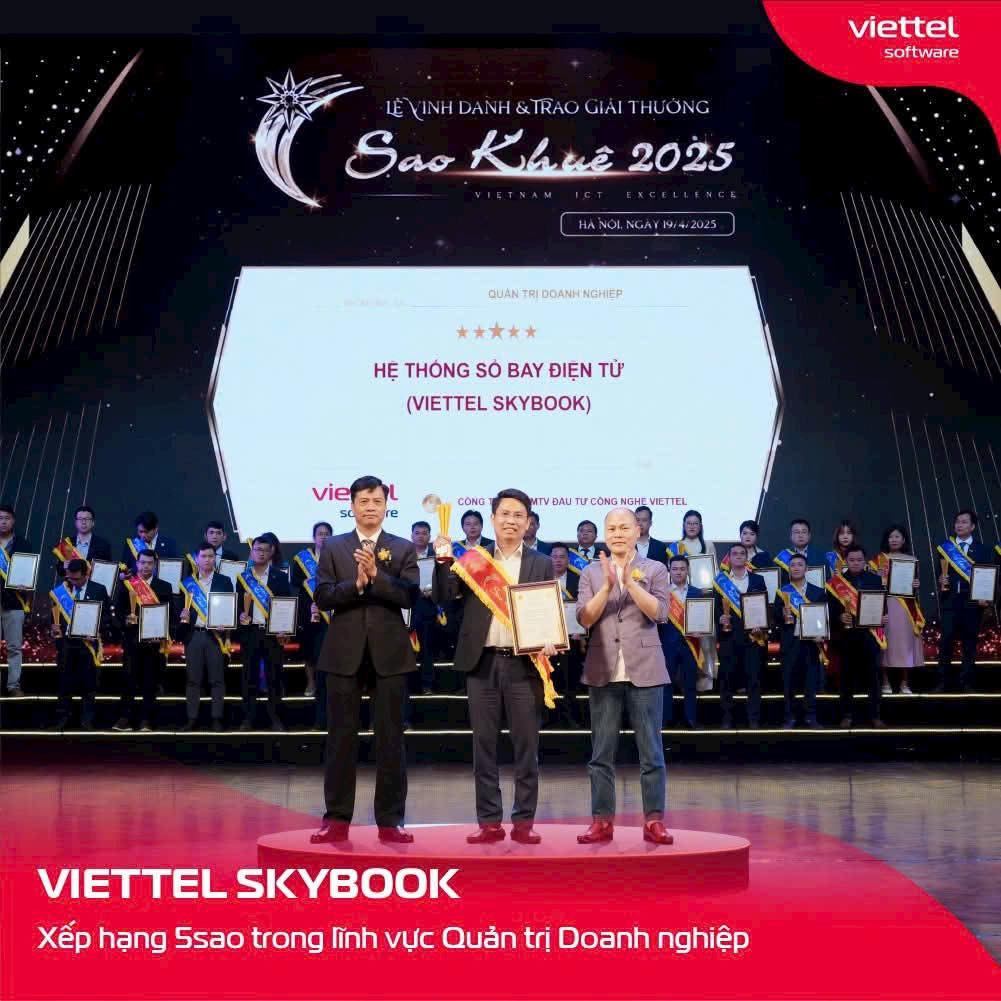 viettel
software
LỄ VINH DANH & TRAO GIẢI THƯỞNG
Sao Khuê 2025
VIETNAM ICT EXCELLENCE
HÀ NỘI, NGÀY 19/4/2025
QUẢN TRỊ DOANH NGHIỆP
HỆ THỐNG SỔ BAY ĐIỆN TỬ
(VIETTEL SKYBOOK)
viettel
software
CÔNG MTV ĐẦU TƯ CÔNG NGHỆ VIETTEL
VIETTEL SKYBOOK
Xếp hạng 5sao trong lĩnh vực Quản trị Doanh nghiệp